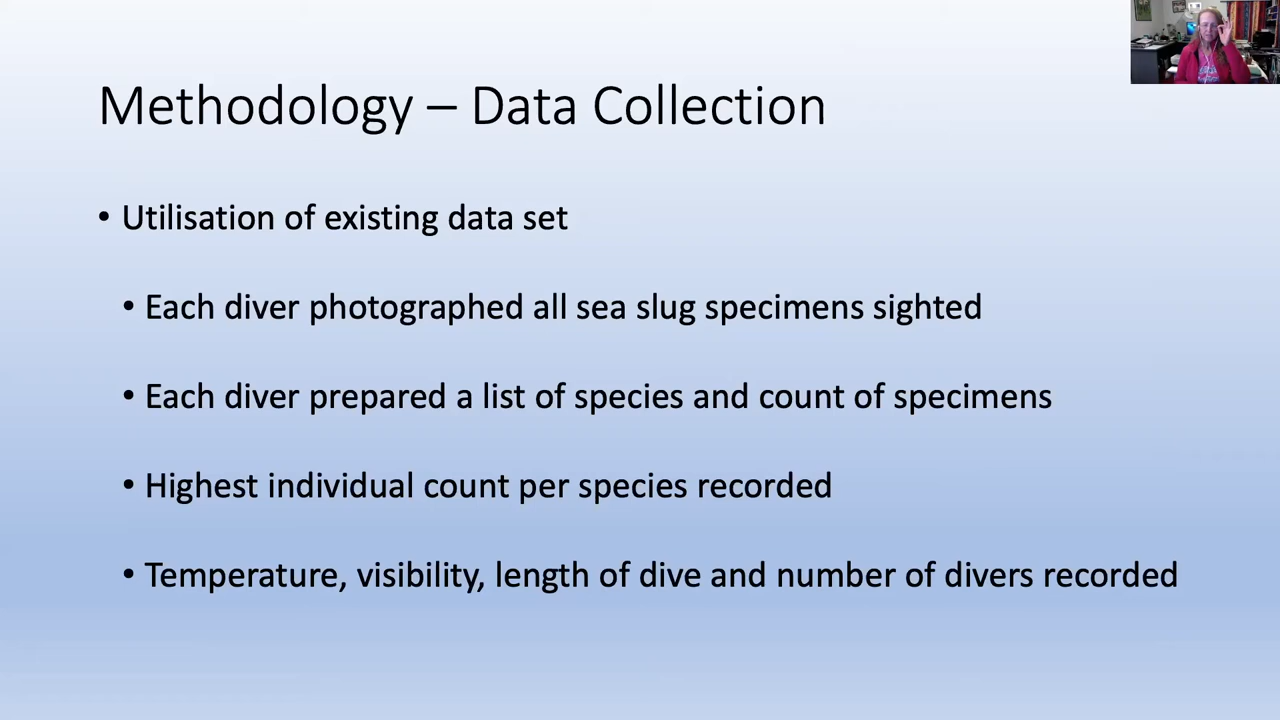 Methodology – Data Collection
• Utilisation of existing data set
• Each diver photographed all sea slug specimens sighted
• Each diver prepared a list of species and count of specimens
• Highest individual count per species recorded
• Temperature, visibility, length of dive and number of divers recorded